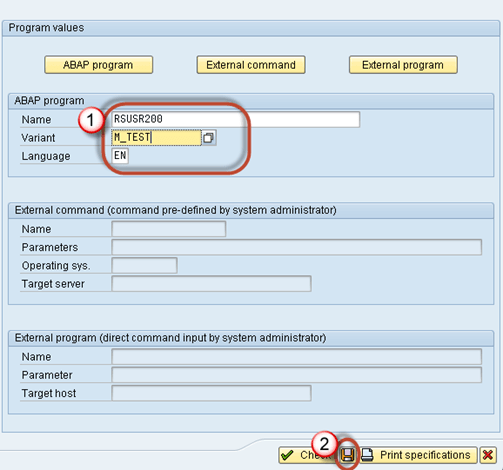 Program values
ABAP program External command External program
ABAP program
1
Name RSUSR200
Variant M_TEST
Language EN
External command (command pre-defined by system administrator)
Name
Parameters
Operating sys.
Target server
External program (direct command input by system administrator)
Name
Parameter
Target host
2
Print specifications